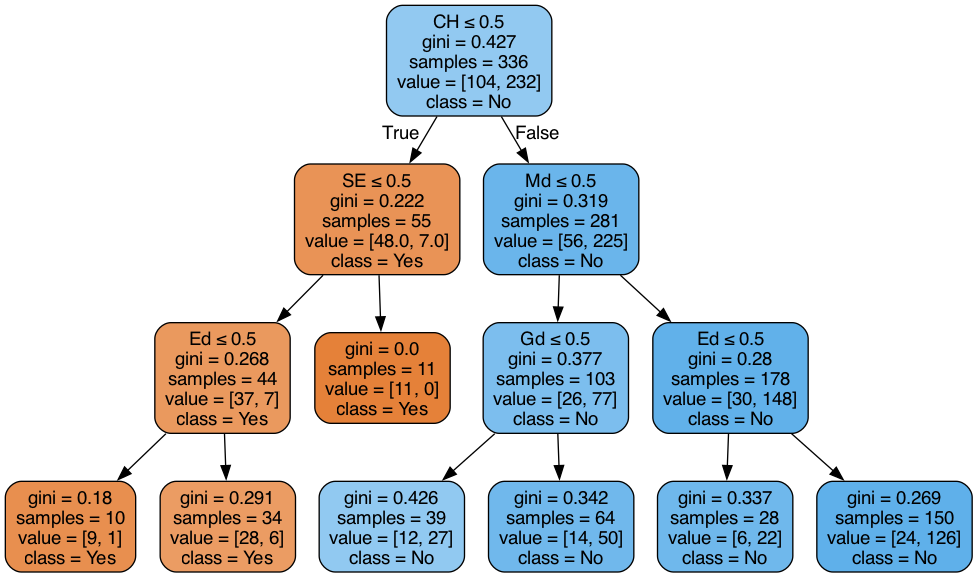 CH ≤ 0.5
gini = 0.427
samples = 336
value = [104, 232]
class = No
True
False
SE ≤ 0.5
gini = 0.222
samples = 55
value = [48.0, 7.0]
class = Yes
Md ≤ 0.5
gini = 0.319
samples = 281
value = [56, 225]
class = No
Ed ≤ 0.5
gini = 0.268
samples = 44
value = [37, 7]
class = Yes
gini = 0.0
samples = 11
value = [11, 0]
class = Yes
Gd ≤ 0.5
gini = 0.377
samples = 103
value = [26, 77]
class = No
Ed ≤ 0.5
gini = 0.28
samples = 178
value = [30, 148]
class = No
gini = 0.18
samples = 10
value = [9, 1]
class = Yes
gini = 0.291
samples = 34
value = [28, 6]
class = Yes
gini = 0.426
samples = 39
value = [12, 27]
class = No
gini = 0.342
samples = 64
value = [14, 50]
class = No
gini = 0.337
samples = 28
value = [6, 22]
class = No
gini = 0.269
samples = 150
value = [24, 126]
class = No